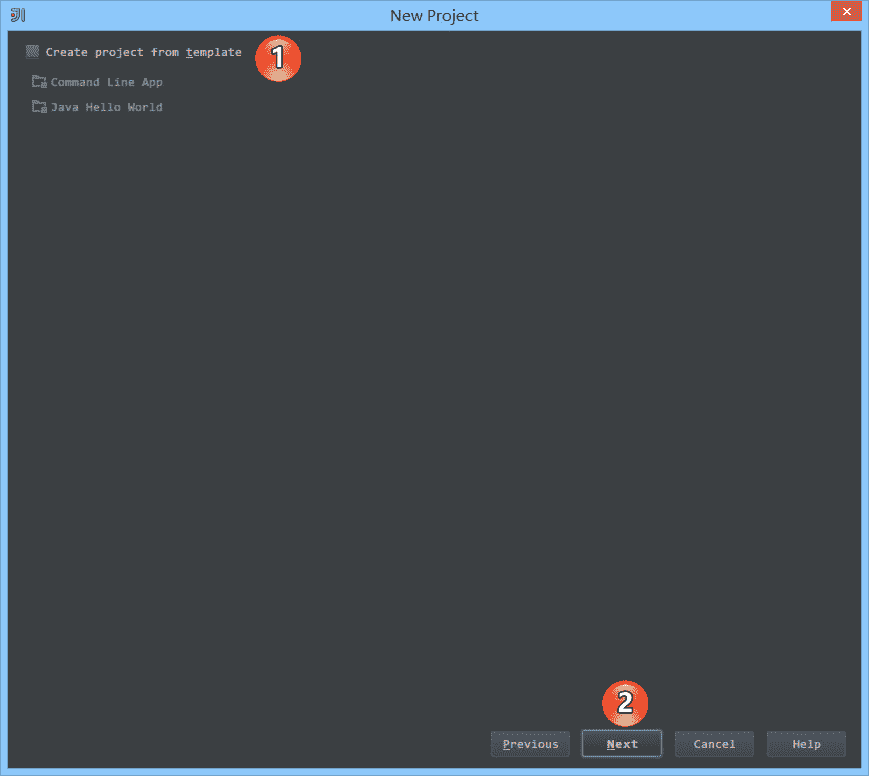 New Project
Create project from template
1
Command Line App
Java Hello World
2
Previous
Next
Cancel
Help